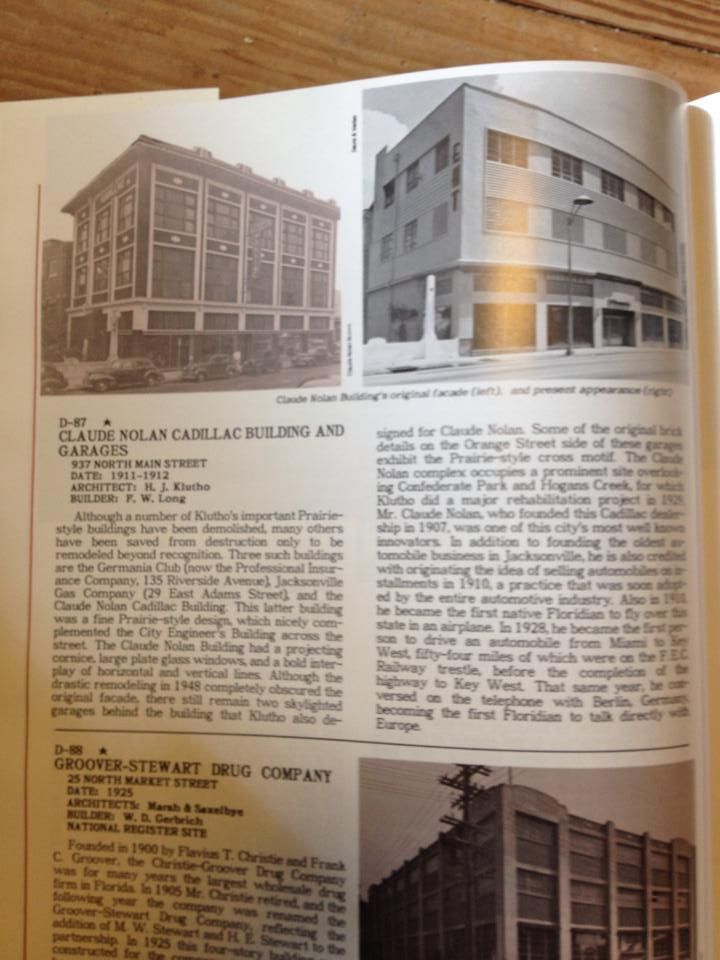 Claude Nolan Building's original facade (left), and present appearance (right)
D-87 ★
CLAUDE NOLAN CADILLAC BUILDING AND
GARAGES
937 NORTH MAIN STREET
DATE: 1911-1912
ARCHITECT: H. J. Klutho
BUILDER: F. W. Long
Although a number of Klutho's important Prairie-
style buildings have been demolished, many others
have been saved from destruction only to be
remodeled beyond recognition. Three such buildings
are the Germania Club (now the Professional Insur-
ance Company, 135 Riverside Avenue), Jacksonville
Gas Company (29 East Adams Street), and the
Claude Nolan Cadillac Building. This latter building
was a fine Prairie-style design, which nicely com-
plemented the City Engineer's Building across the
street. The Claude Nolan Building had a projecting
cornice, large plate glass windows, and a bold inter-
play of horizontal and vertical lines. Although the
drastic remodeling in 1948 completely obscured the
original facade, there still remain two skylighted
garages behind the building that Klutho also de-
signed for Claude Nolan. Some of the original brick
details on the Orange Street side of these garages
exhibit the Prairie-style cross motif. The Claude
Nolan complex occupies a prominent site overlook-
ing Confederate Park and Hogans Creek, for which
Klutho did a major rehabilitation project in 1929.
Mr. Claude Nolan, who founded this Cadillac dealer-
ship in 1907, was one of this city's most well known
innovators. In addition to founding the oldest au-
tomobile business in Jacksonville, he is also credited
with originating the idea of selling automobiles on in-
stallments in 1910, a practice that was soon adopt-
ed by the entire automotive industry. Also in 1910,
he became the first native Floridian to fly over this
state in an airplane. In 1928, he became the first per-
son to drive an automobile from Miami to Key
West, fifty-four miles of which were on the F.E.C.
Railway trestle, before the completion of the
highway to Key West. That same year, he con-
versed on the telephone with Berlin, Germany,
becoming the first Floridian to talk directly with
Europe.
D-88 ★
GROOVER-STEWART DRUG COMPANY
25 NORTH MARKET STREET
DATE: 1925
ARCHITECTS: Marsh & Saxelbye
BUILDER: W. D. Gerbrich
NATIONAL REGISTER SITE
Founded in 1900 by Flavius T. Christie and Frank
C. Groover, the Christie-Groover Drug Company
was for many years the largest wholesale drug
firm in Florida. In 1905 Mr. Christie retired, and the
following year the company was renamed the
Groover-Stewart Drug Company, reflecting the
addition of M. W. Stewart and H. E. Stewart to the
partnership. In 1925 this four-story building
constructed for the